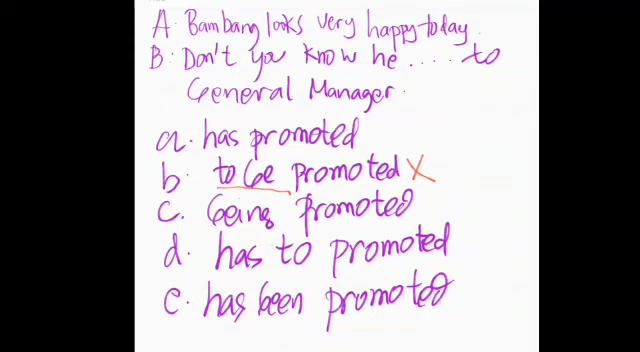 A. Bambang looks very happy today.
B. Don't you know he .... to
General Manager.
a. has promoted
b. to be promoted X
c. being promoted
d. has to promoted
e. has been promoted